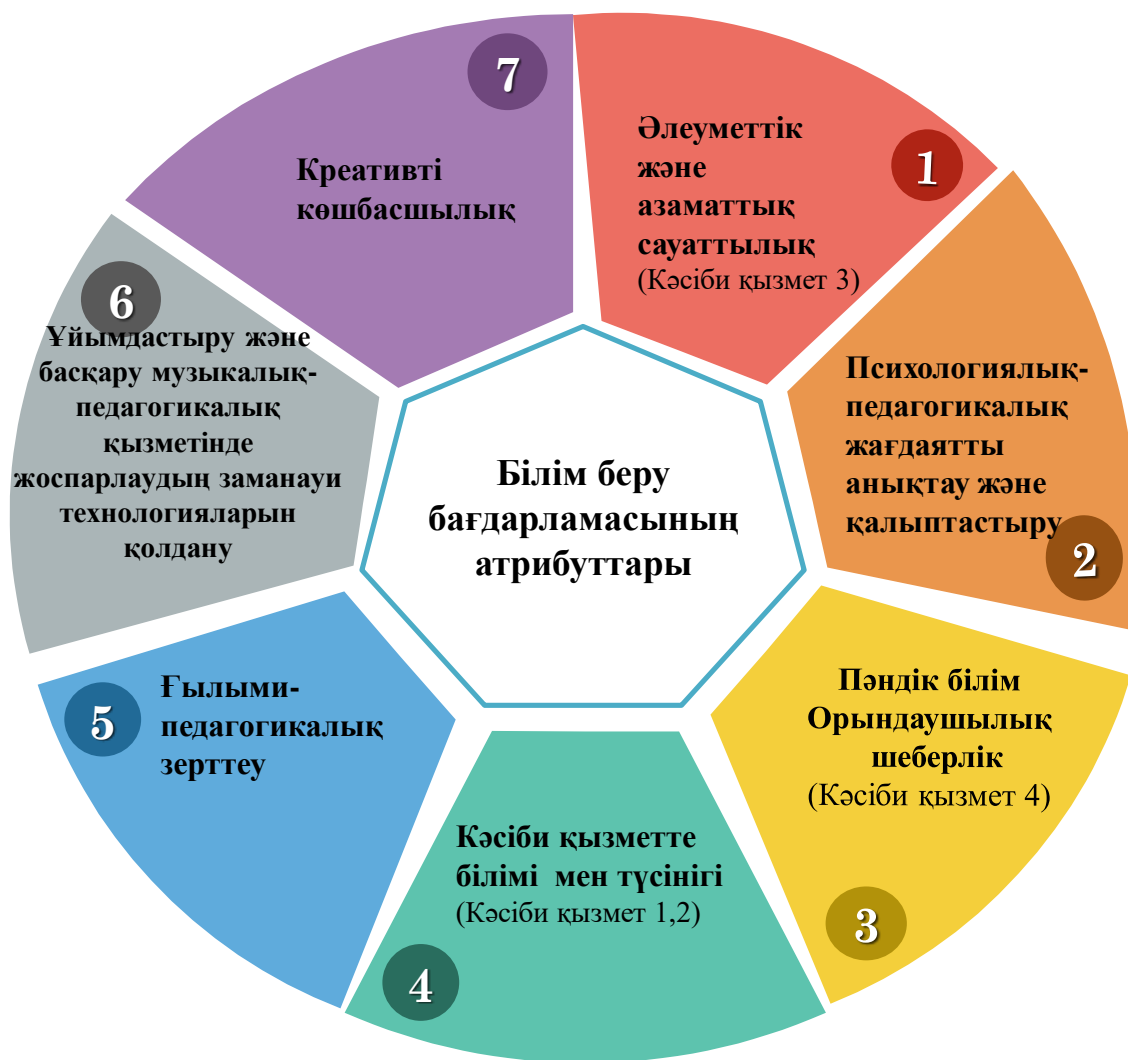 Білім беру
бағдарламасының
атрибуттары
1
Әлеуметтік
және
азаматтық
сауаттылық
(Кәсіби қызмет 3)
Психологиялық-
педагогикалық
жағдаятты
анықтау және
қалыптастыру
2
Пәндік білім
Орындаушылық
шеберлік
(Кәсіби қызмет 4)
3
Кәсіби қызметте
білімі мен түсінігі
(Кәсіби қызмет 1,2)
4
5
Ғылыми-
педагогикалық
зерттеу
6
Ұйымдастыру және
басқару музыкалық-
педагогикалық
қызметінде
жоспарлаудың заманауи
технологияларын
қолдану
7
Креативті
көшбасшылық